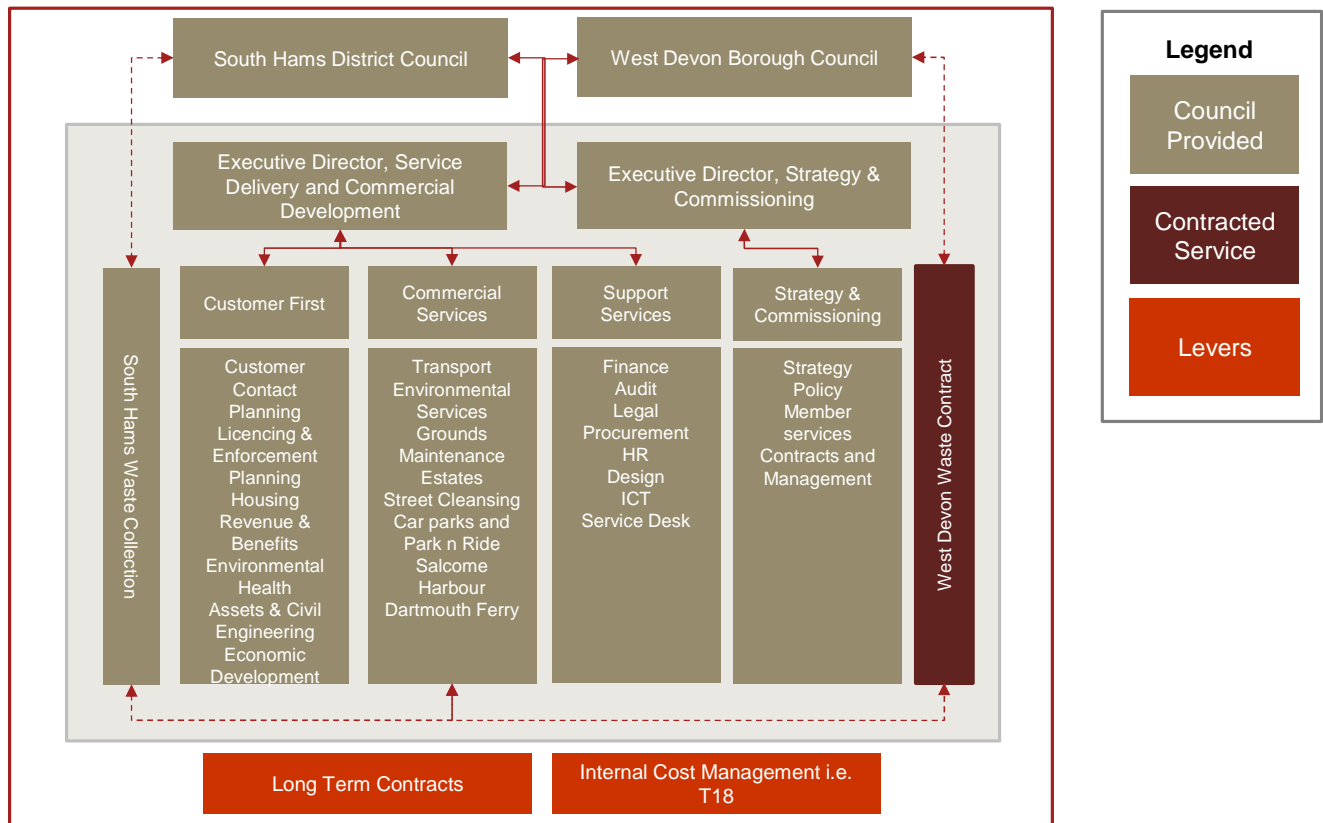 South Hams District Council
West Devon Borough Council
Legend
Council
Provided
Contracted
Service
Levers
Executive Director, Service
Delivery and Commercial
Development
Executive Director, Strategy &
Commissioning
South Hams Waste Collection
Customer First
Customer
Contact
Planning
Licencing &
Enforcement
Planning
Housing
Revenue &
Benefits
Environmental
Health
Assets & Civil
Engineering
Economic
Development
Commercial
Services
Transport
Environmental
Services
Grounds
Maintenance
Estates
Street Cleansing
Car parks and
Park n Ride
Salcome
Harbour
Dartmouth Ferry
Support
Services
Finance
Audit
Legal
Procurement
HR
Design
ICT
Service Desk
Strategy &
Commissioning
Strategy
Policy
Member
services
Contracts and
Management
West Devon Waste Contract
Long Term Contracts
Internal Cost Management i.e.
T18